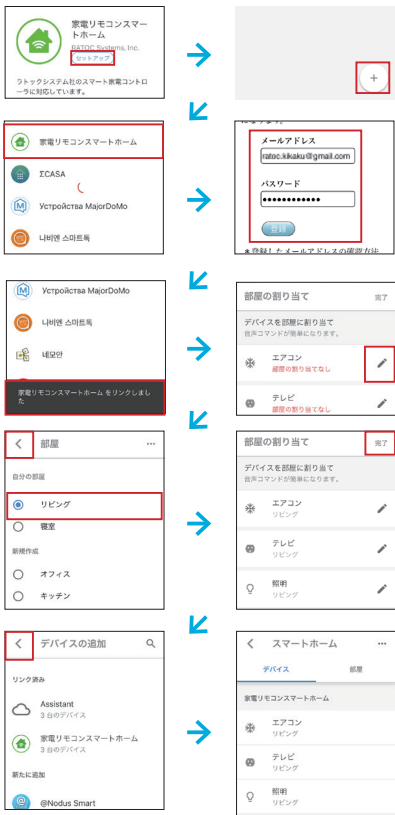 家電リモコンスマー
トホーム
RATOC Systems, Inc.
セットアップ
ラトックシステム社のスマート家電コントロ
ーラに対応しています。
+
家電リモコンスマートホーム
ΣCASA
Устройства MajorDoMo
나비엔 스마트톡
メールアドレス
ratoc.kikaku@gmail.com
パスワード
••••••••••••
登録
Устройства MajorDoMo
나비엔 스마트톡
네모안
家電リモコンスマートホーム をリンクしまし
た
部屋の割り当て
完了
デバイスを部屋に割り当て
音声コマンドが簡単になります。
エアコン
部屋の割り当てなし
テレビ
部屋の割り当てなし
部屋
自分の部屋
リビング
寝室
新規作成
オフィス
キッチン
部屋の割り当て
完了
デバイスを部屋に割り当て
音声コマンドが簡単になります。
エアコン
リビング
テレビ
リビング
照明
リビング
デバイスの追加
リンク済み
Assistant
3 台のデバイス
家電リモコンスマートホーム
3 台のデバイス
新たに追加
@Nodus Smart
スマートホーム
デバイス
部屋
家電リモコンスマートホーム
エアコン
リビング
テレビ
リビング
照明
リビング